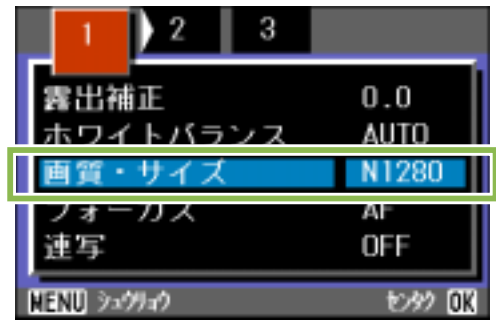 1 2 3
露出補正 0.0
ホワイトバランス AUTO
画質・サイズ N1280
フォーカス AF
連写 OFF
MENU シュウリョウ センタク OK